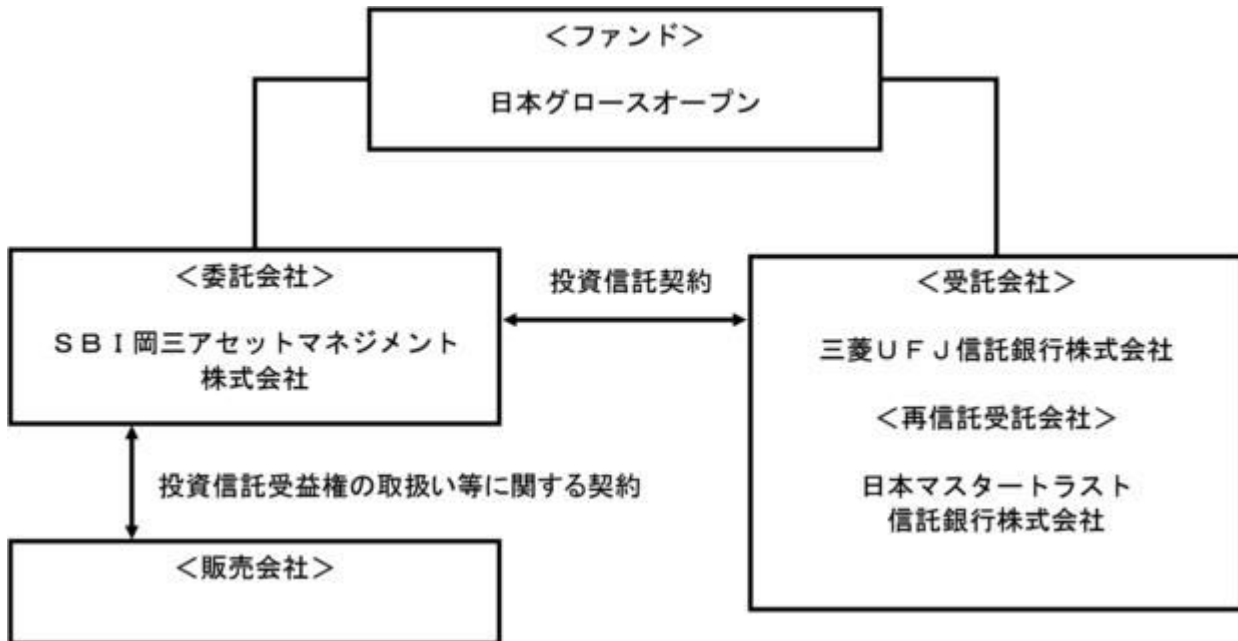 ＜ファンド＞
日本グロースオープン
＜委託会社＞
ＳＢＩ岡三アセットマネジメント
株式会社
投資信託契約
＜受託会社＞
三菱ＵＦＪ信託銀行株式会社
＜再信託受託会社＞
日本マスタートラスト
信託銀行株式会社
投資信託受益権の取扱い等に関する契約
＜販売会社＞